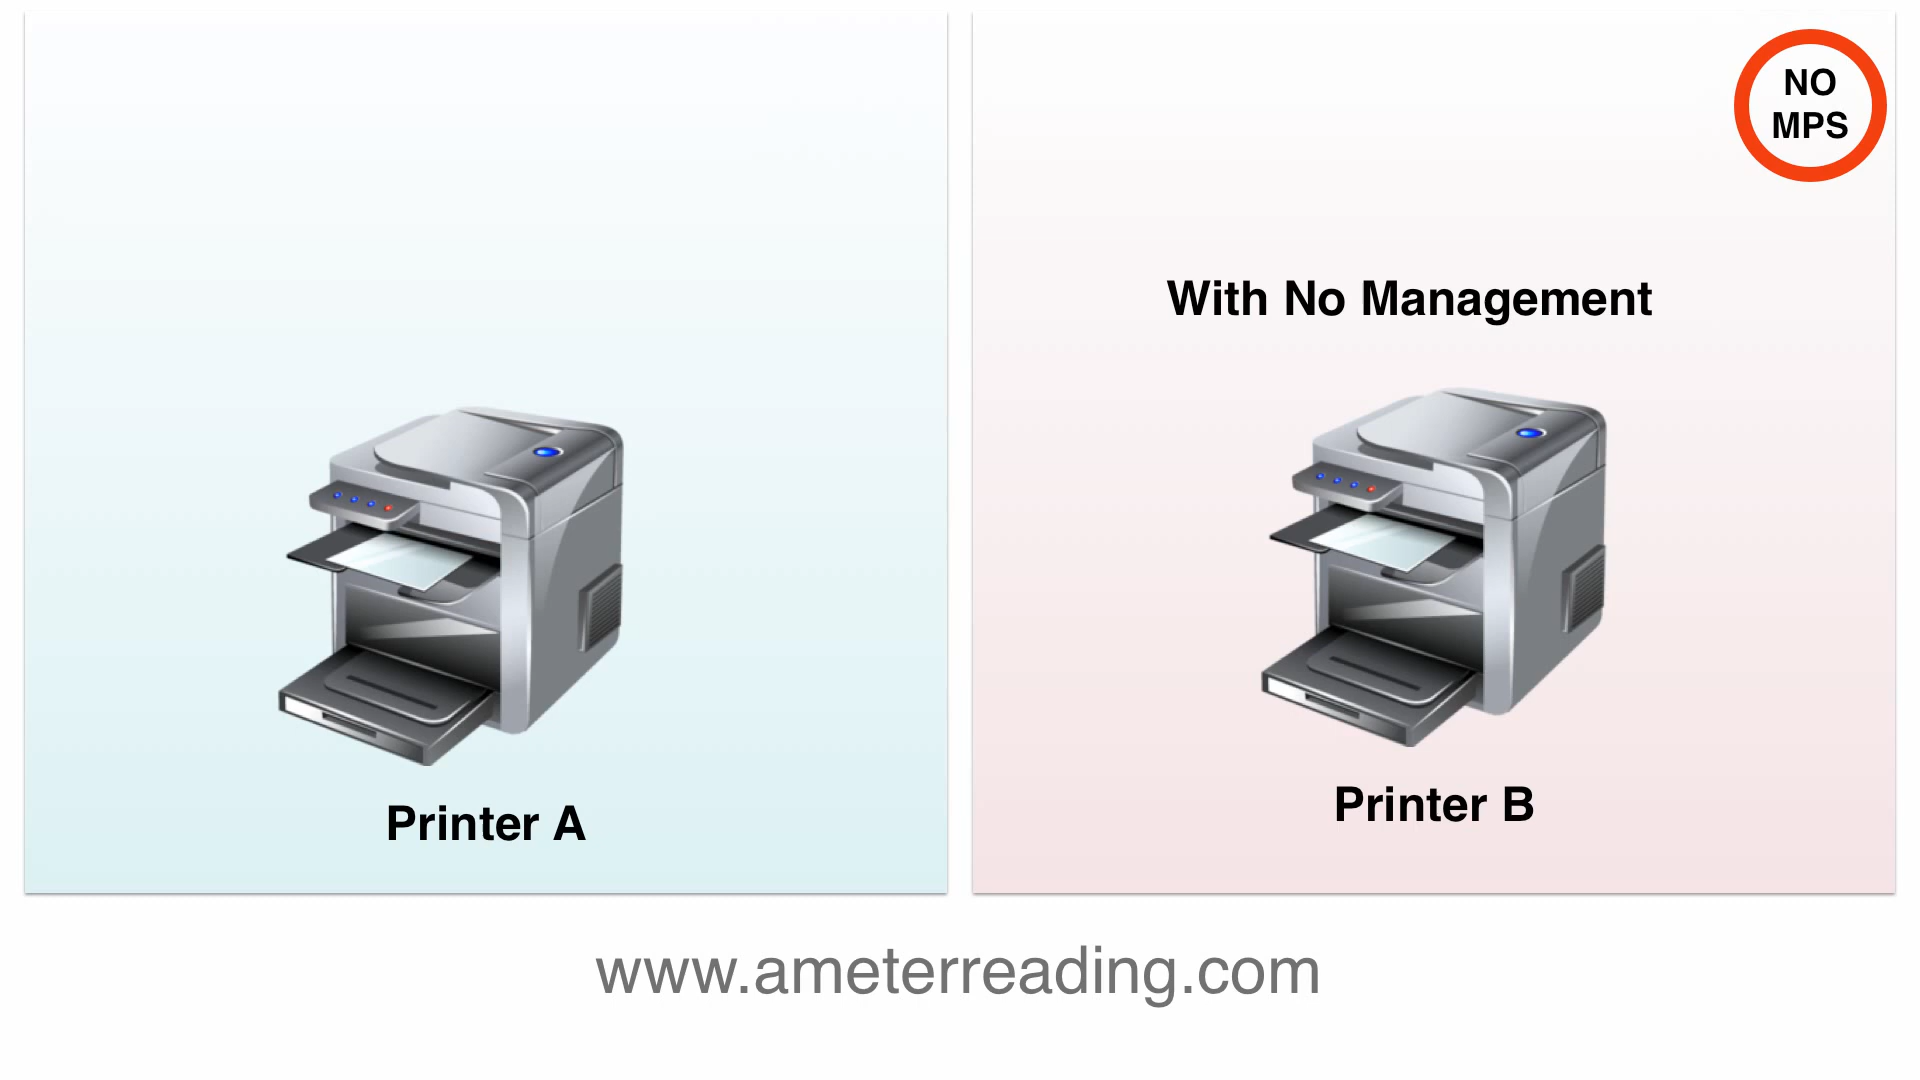 NO
MPS
With No Management
Printer A
Printer B
www.ameterreading.com